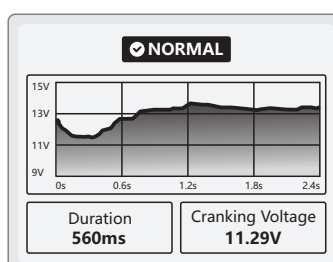 NORMAL
15V
13V
11V
9V
0s 0.6s 1.2s 1.8s 2.4s
Duration
560ms
Cranking Voltage
11.29V